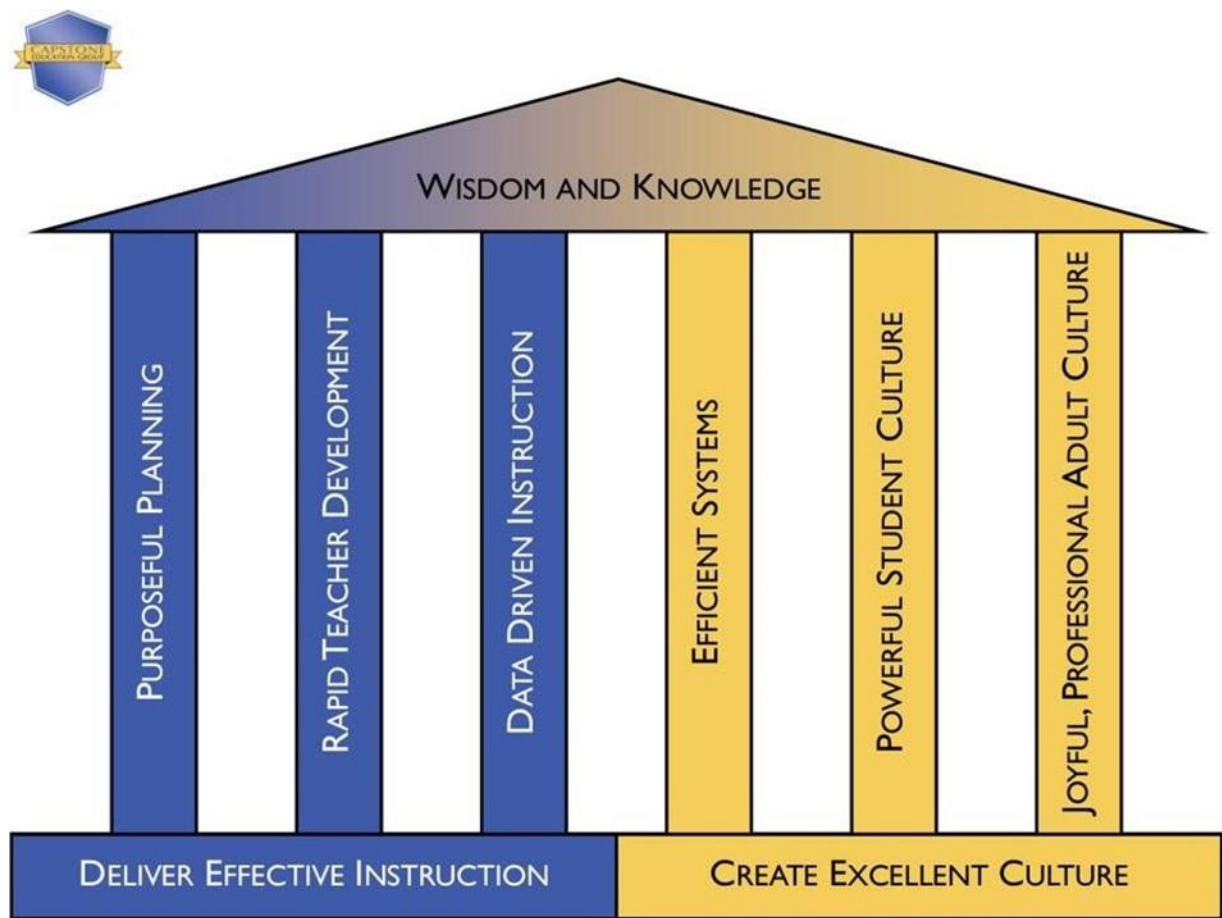 CAPSTONE
EDUCATION GROUP
WISDOM AND KNOWLEDGE
PURPOSEFUL PLANNING
RAPID TEACHER DEVELOPMENT
DATA DRIVEN INSTRUCTION
EFFICIENT SYSTEMS
POWERFUL STUDENT CULTURE
JOYFUL, PROFESSIONAL ADULT CULTURE
DELIVER EFFECTIVE INSTRUCTION
CREATE EXCELLENT CULTURE